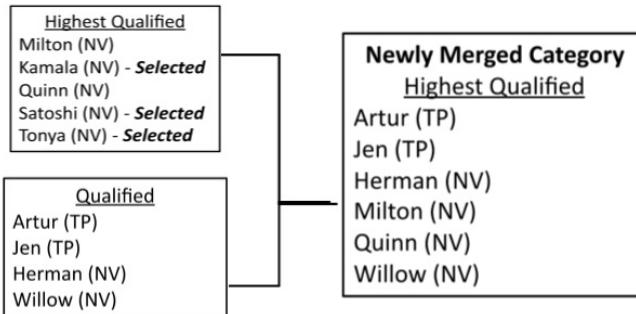 Highest Qualified
Milton (NV)
Kamala (NV) - Selected
Quinn (NV)
Satoshi (NV) - Selected
Tonya (NV) - Selected
Qualified
Artur (TP)
Jen (TP)
Herman (NV)
Willow (NV)
Newly Merged Category
Highest Qualified
Artur (TP)
Jen (TP)
Herman (NV)
Milton (NV)
Quinn (NV)
Willow (NV)